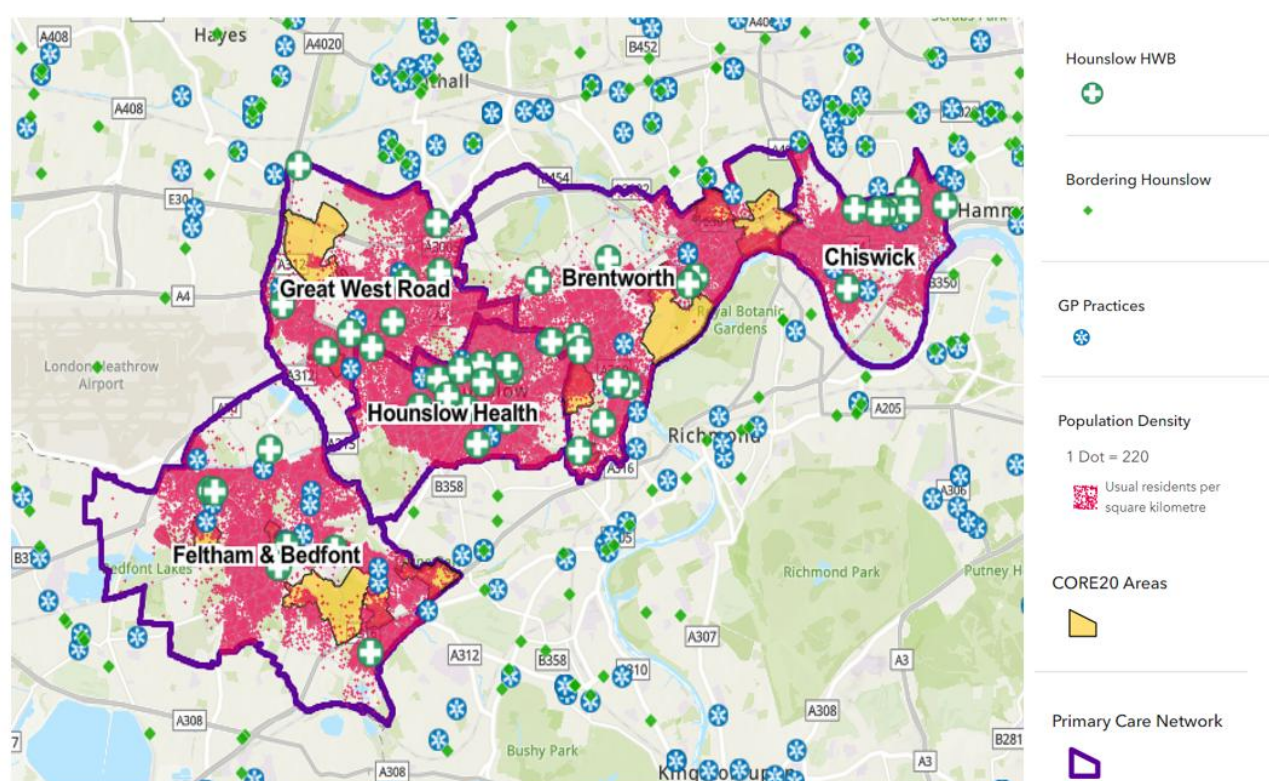 Hayes
A408
A4020
B452
A408
E30
A4
A312
Great West Road
Brentworth
Chiswick
Royal Botanic
Gardens
B350
London Heathrow
Airport
A312
Hounslow Health
Richmond
A205
A316
B358
A306
Feltham & Bedfont
Richmond Park
A307
A312
B358
A3
A308
A308
Bushy Park
A308
A3
B281
Hounslow HWB
Bordering Hounslow
GP Practices
Population Density
1 Dot = 220
Usual residents per
square kilometre
CORE20 Areas
Primary Care Network